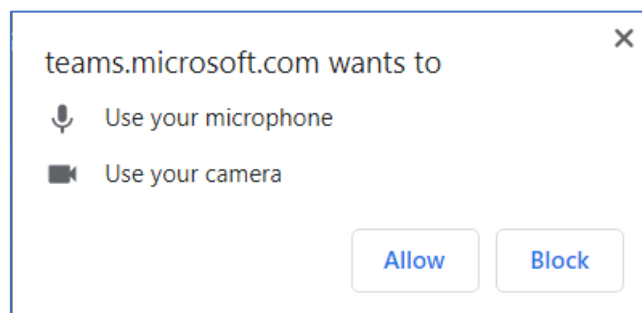 teams.microsoft.com wants to
Use your microphone
Use your camera
Allow
Block